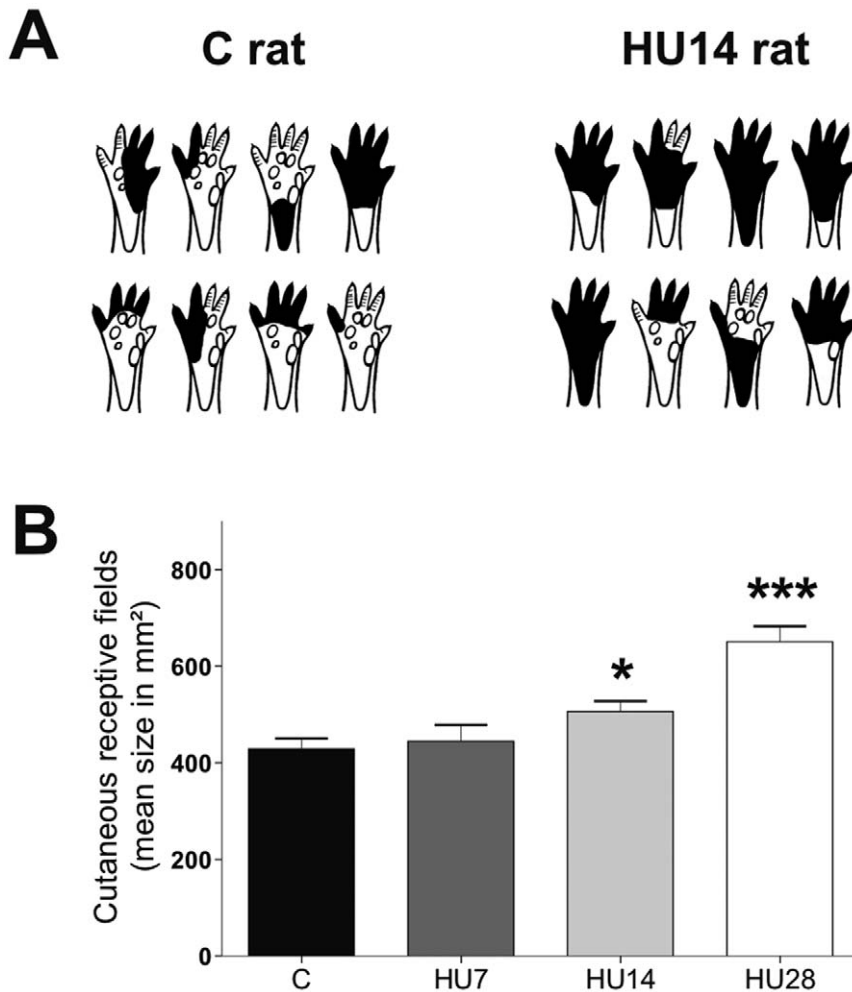 A
C rat
HU14 rat
B
Cutaneous receptive fields
(mean size in mm²)
800
600
400
200
0
*
***
C
HU7
HU14
HU28